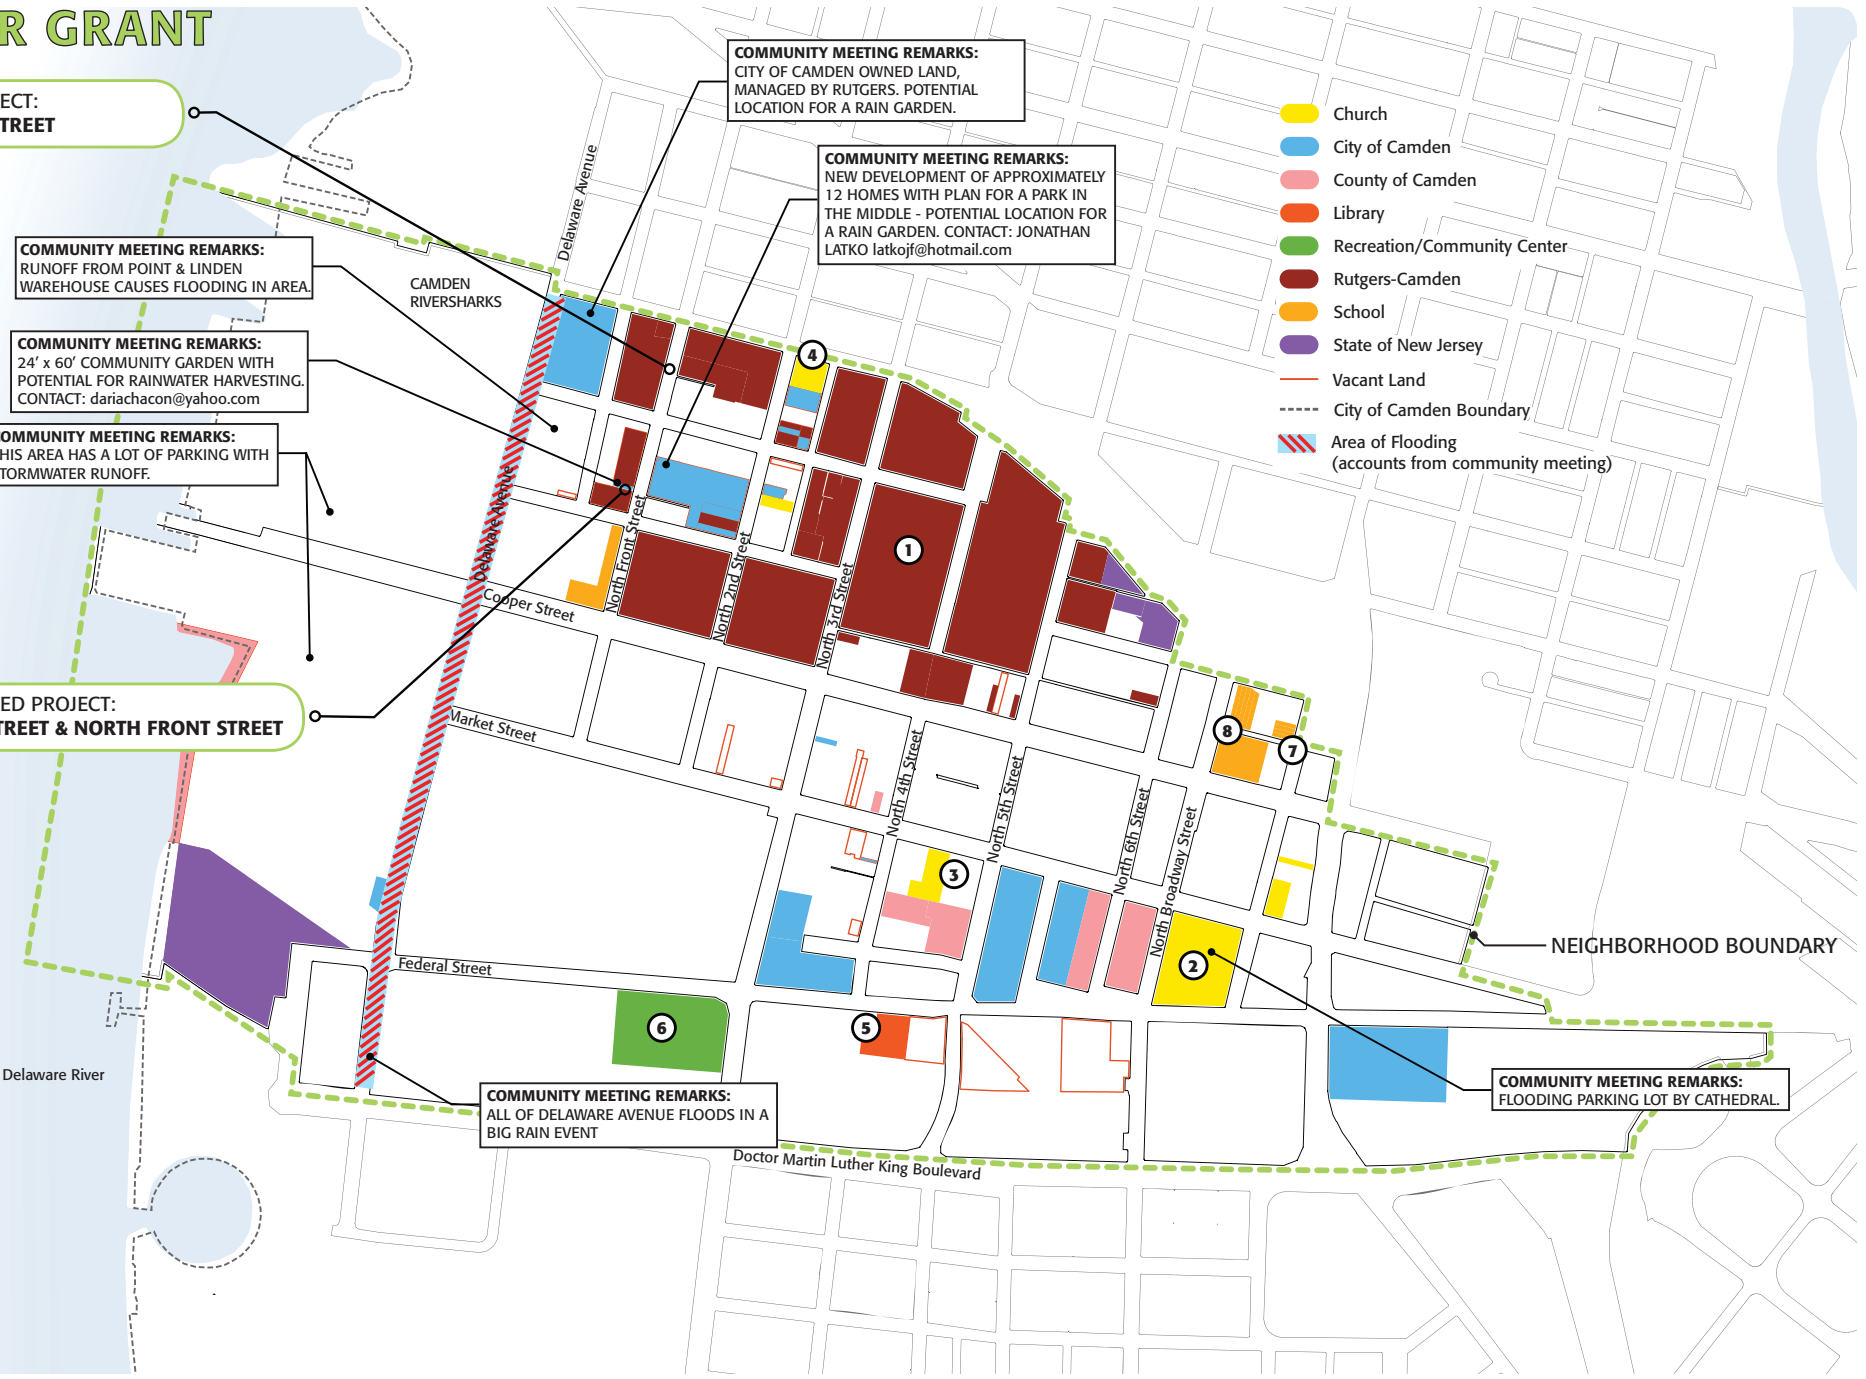 R GRANT
ECT:
TREET
COMMUNITY MEETING REMARKS:
CITY OF CAMDEN OWNED LAND,
MANAGED BY RUTGERS. POTENTIAL
LOCATION FOR A RAIN GARDEN.
COMMUNITY MEETING REMARKS:
NEW DEVELOPMENT OF APPROXIMATELY
12 HOMES WITH PLAN FOR A PARK IN
THE MIDDLE - POTENTIAL LOCATION FOR
A RAIN GARDEN. CONTACT: JONATHAN
LATKO latkojf@hotmail.com
Church
City of Camden
County of Camden
Library
Recreation/Community Center
Rutgers-Camden
School
State of New Jersey
Vacant Land
City of Camden Boundary
Area of Flooding
(accounts from community meeting)
COMMUNITY MEETING REMARKS:
RUNOFF FROM POINT & LINDEN
WAREHOUSE CAUSES FLOODING IN AREA.
CAMDEN
RIVERSHARKS
Delaware Avenue
COMMUNITY MEETING REMARKS:
24’ x 60’ COMMUNITY GARDEN WITH
POTENTIAL FOR RAINWATER HARVESTING.
CONTACT: dariachacon@yahoo.com
OMMUNITY MEETING REMARKS:
HIS AREA HAS A LOT OF PARKING WITH
TORMWATER RUNOFF.
4
1
Delaware Avenue
North Front Street
North 2nd Street
North 3rd Street
Cooper Street
ED PROJECT:
TREET & NORTH FRONT STREET
Market Street
8
7
North 4th Street
North 5th Street
North 6th Street
North Broadway Street
3
2
NEIGHBORHOOD BOUNDARY
Federal Street
6
5
Delaware River
COMMUNITY MEETING REMARKS:
ALL OF DELAWARE AVENUE FLOODS IN A
BIG RAIN EVENT
COMMUNITY MEETING REMARKS:
FLOODING PARKING LOT BY CATHEDRAL.
Doctor Martin Luther King Boulevard